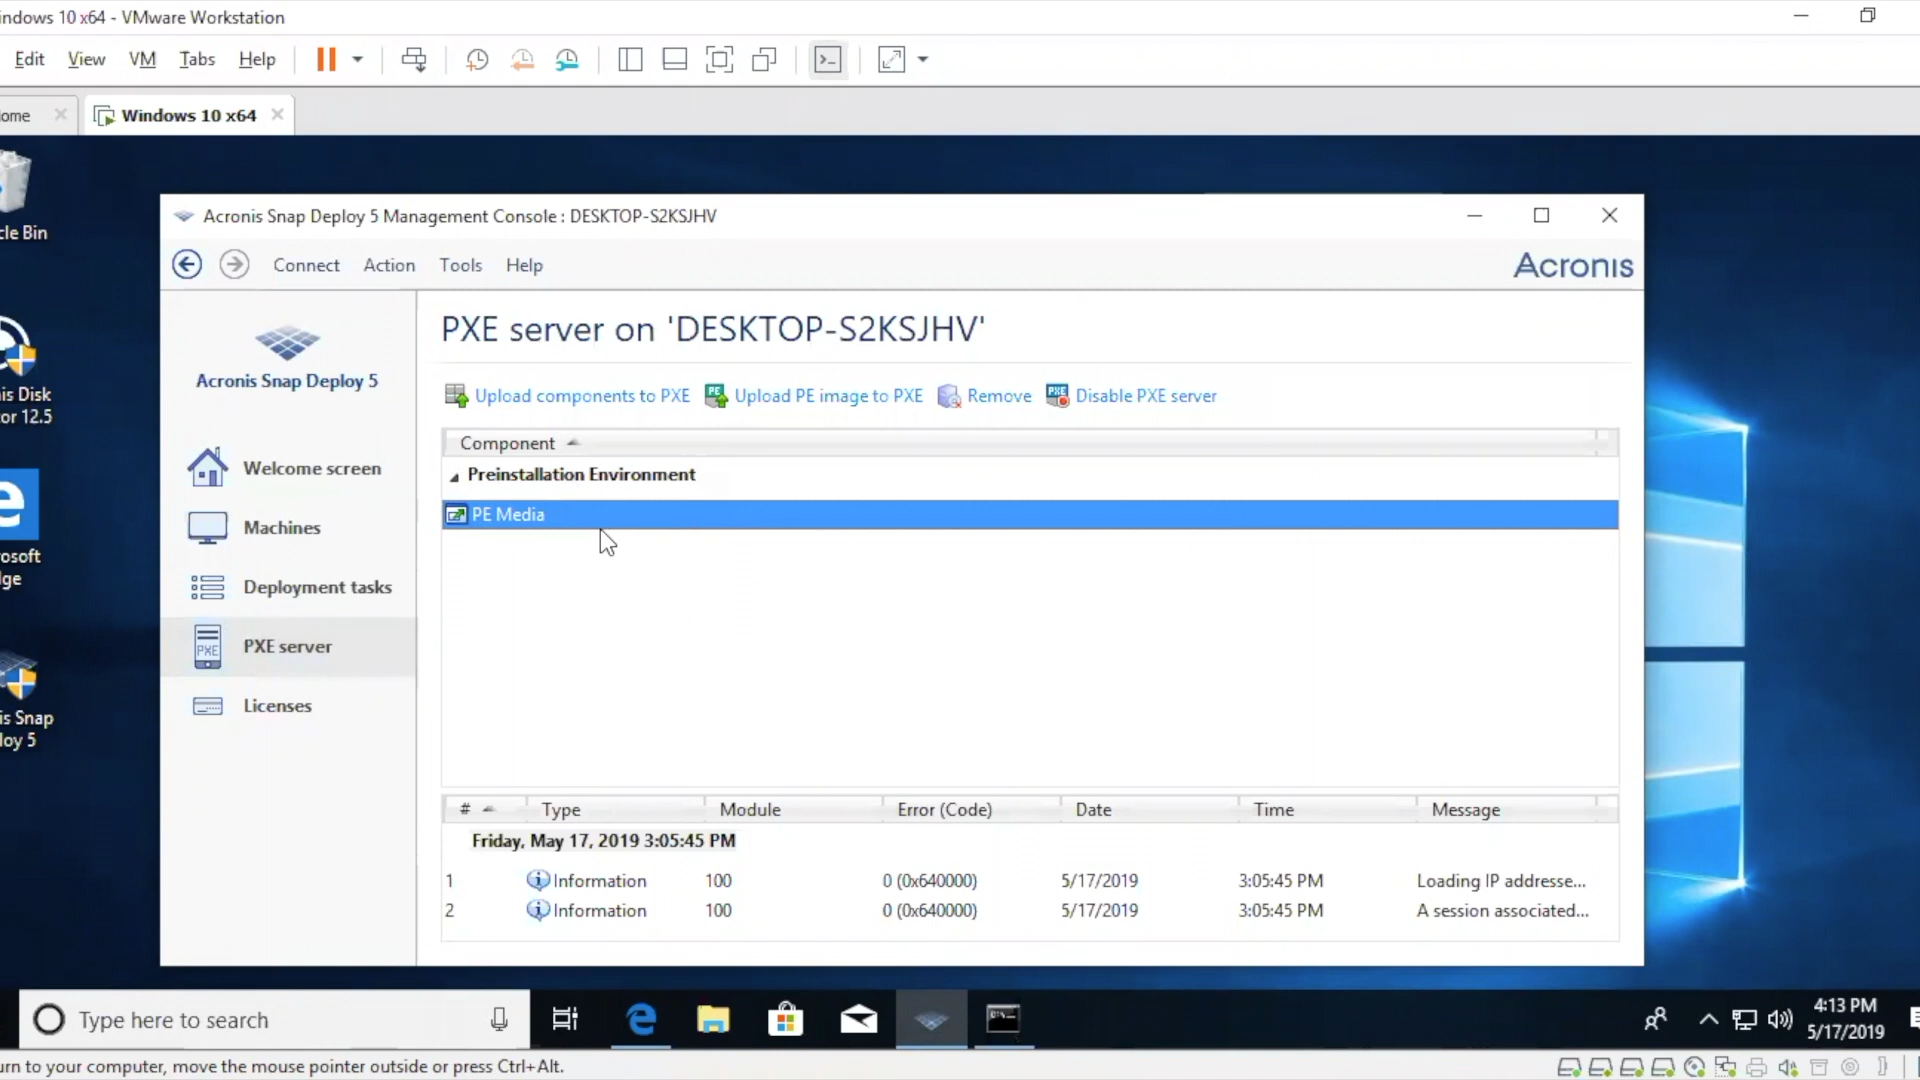 indows 10 x64 - VMware Workstation
Edit View VM Tabs Help
ome
Windows 10 x64
cle Bin
Acronis Snap Deploy 5 Management Console : DESKTOP-S2KSJHV
Connect Action Tools Help
Acronis
Acronis Snap Deploy 5
Welcome screen
Machines
Deployment tasks
PXE
PXE server
Licenses
PXE server on 'DESKTOP-S2KSJHV'
Upload components to PXE
PE
Upload PE image to PXE
Remove
PXE
Disable PXE server
Component
Preinstallation Environment
PE Media
# Type Module Error (Code) Date Time Message
Friday, May 17, 2019 3:05:45 PM
1 Information 100 0 (0x640000) 5/17/2019 3:05:45 PM Loading IP addresse...
2 Information 100 0 (0x640000) 5/17/2019 3:05:45 PM A session associated...
is Disk
or 12.5
rosoft
lge
is Snap
loy 5
Type here to search
4:13 PM
5/17/2019
urn to your computer, move the mouse pointer outside or press Ctrl+Alt.